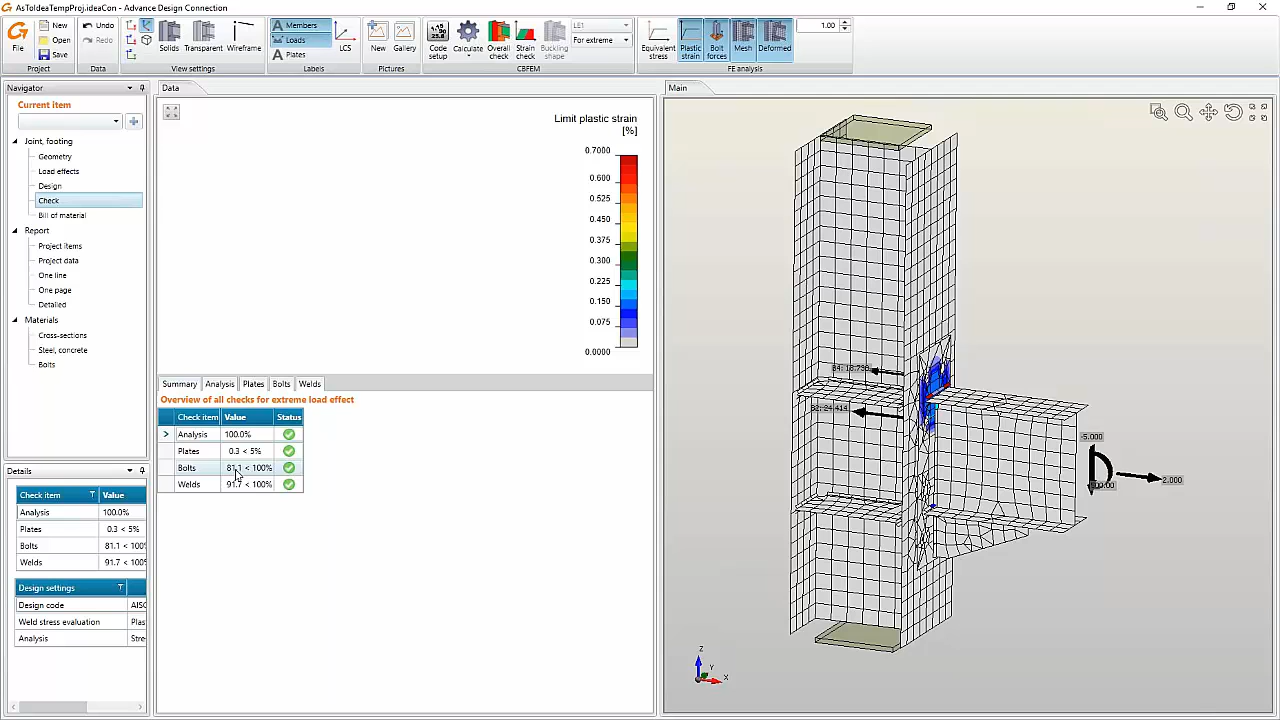 AsToIdeaTempProj.ideaCon - Advance Design Connection
File
New
Open
Save
Project
Undo
Redo
Data
Solids
Transparent
Wireframe
View settings
Members
Loads
Plates
LCS
Labels
New
Gallery
Pictures
Code setup
Calculate
Overall check
Strain check
Buckling shape
LE1
For extreme
CBFEM
Equivalent stress
Plastic strain
Bolt forces
Mesh
Deformed
1.00
FE analysis
Navigator
Current item
Joint, footing
Geometry
Load effects
Design
Check
Bill of material
Report
Project items
Project data
One line
One page
Detailed
Materials
Cross-sections
Steel, concrete
Bolts
Details
Check item Value
Analysis 100.0%
Plates 0.3 < 5%
Bolts 81.1 < 100%
Welds 91.7 < 100%
Design settings
Design code AISC
Weld stress evaluation Plas
Analysis Stre
Data
Limit plastic strain
[%]
0.7000
0.600
0.525
0.450
0.375
0.300
0.225
0.150
0.075
0.0000
Summary Analysis Plates Bolts Welds
Overview of all checks for extreme load effect
Check item Value Status
> Analysis 100.0%
Plates 0.3 < 5%
Bolts 81.1 < 100%
Welds 91.7 < 100%
Main
B4: 18.736
-5.000
2.000
Z
Y
X